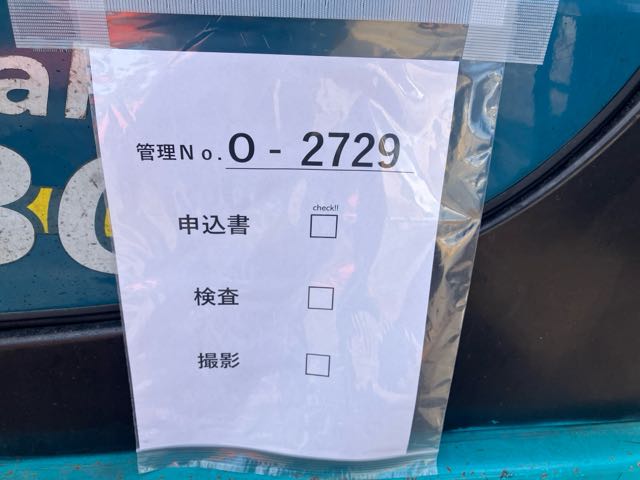 管理No. O - 2729
check!!
申込書 □
検査 □
撮影 □